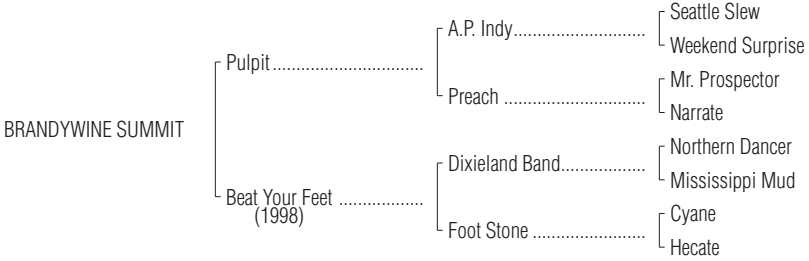 Seattle Slew
A.P. Indy..............................
Weekend Surprise
Pulpit..................................
Mr. Prospector
Preach ................................
Narrate
BRANDYWINE SUMMIT
Northern Dancer
Dixieland Band...................
Mississippi Mud
Beat Your Feet ...................
(1998)
Cyane
Foot Stone .........................
Hecate